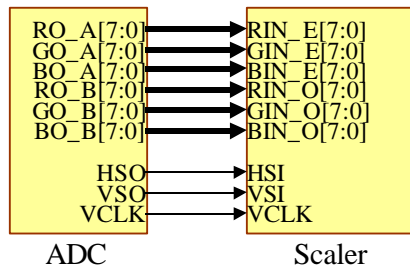 RO_A[7:0] RIN_E[7:0]
GO_A[7:0] GIN_E[7:0]
BO_A[7:0] BIN_E[7:0]
RO_B[7:0] RIN_O[7:0]
GO_B[7:0] GIN_O[7:0]
BO_B[7:0] BIN_O[7:0]
HSO HSI
VSO VSI
VCLK VCLK
ADC Scaler